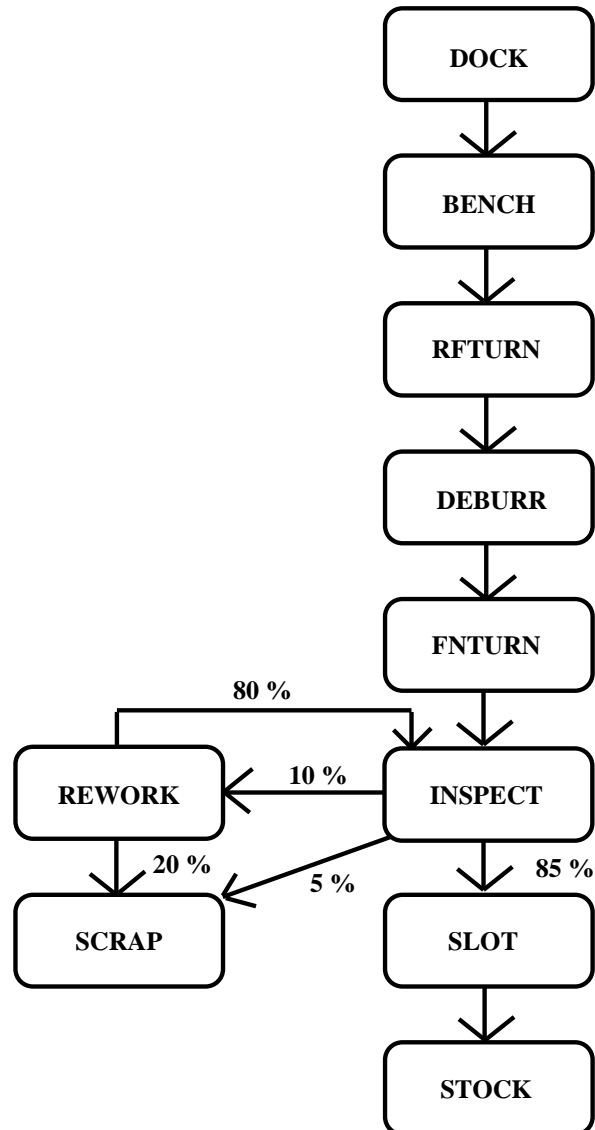 DOCK
BENCH
RFTURN
DEBURR
FNTURN
80 %
REWORK
10 %
INSPECT
20 %
5 %
85 %
SCRAP
SLOT
STOCK